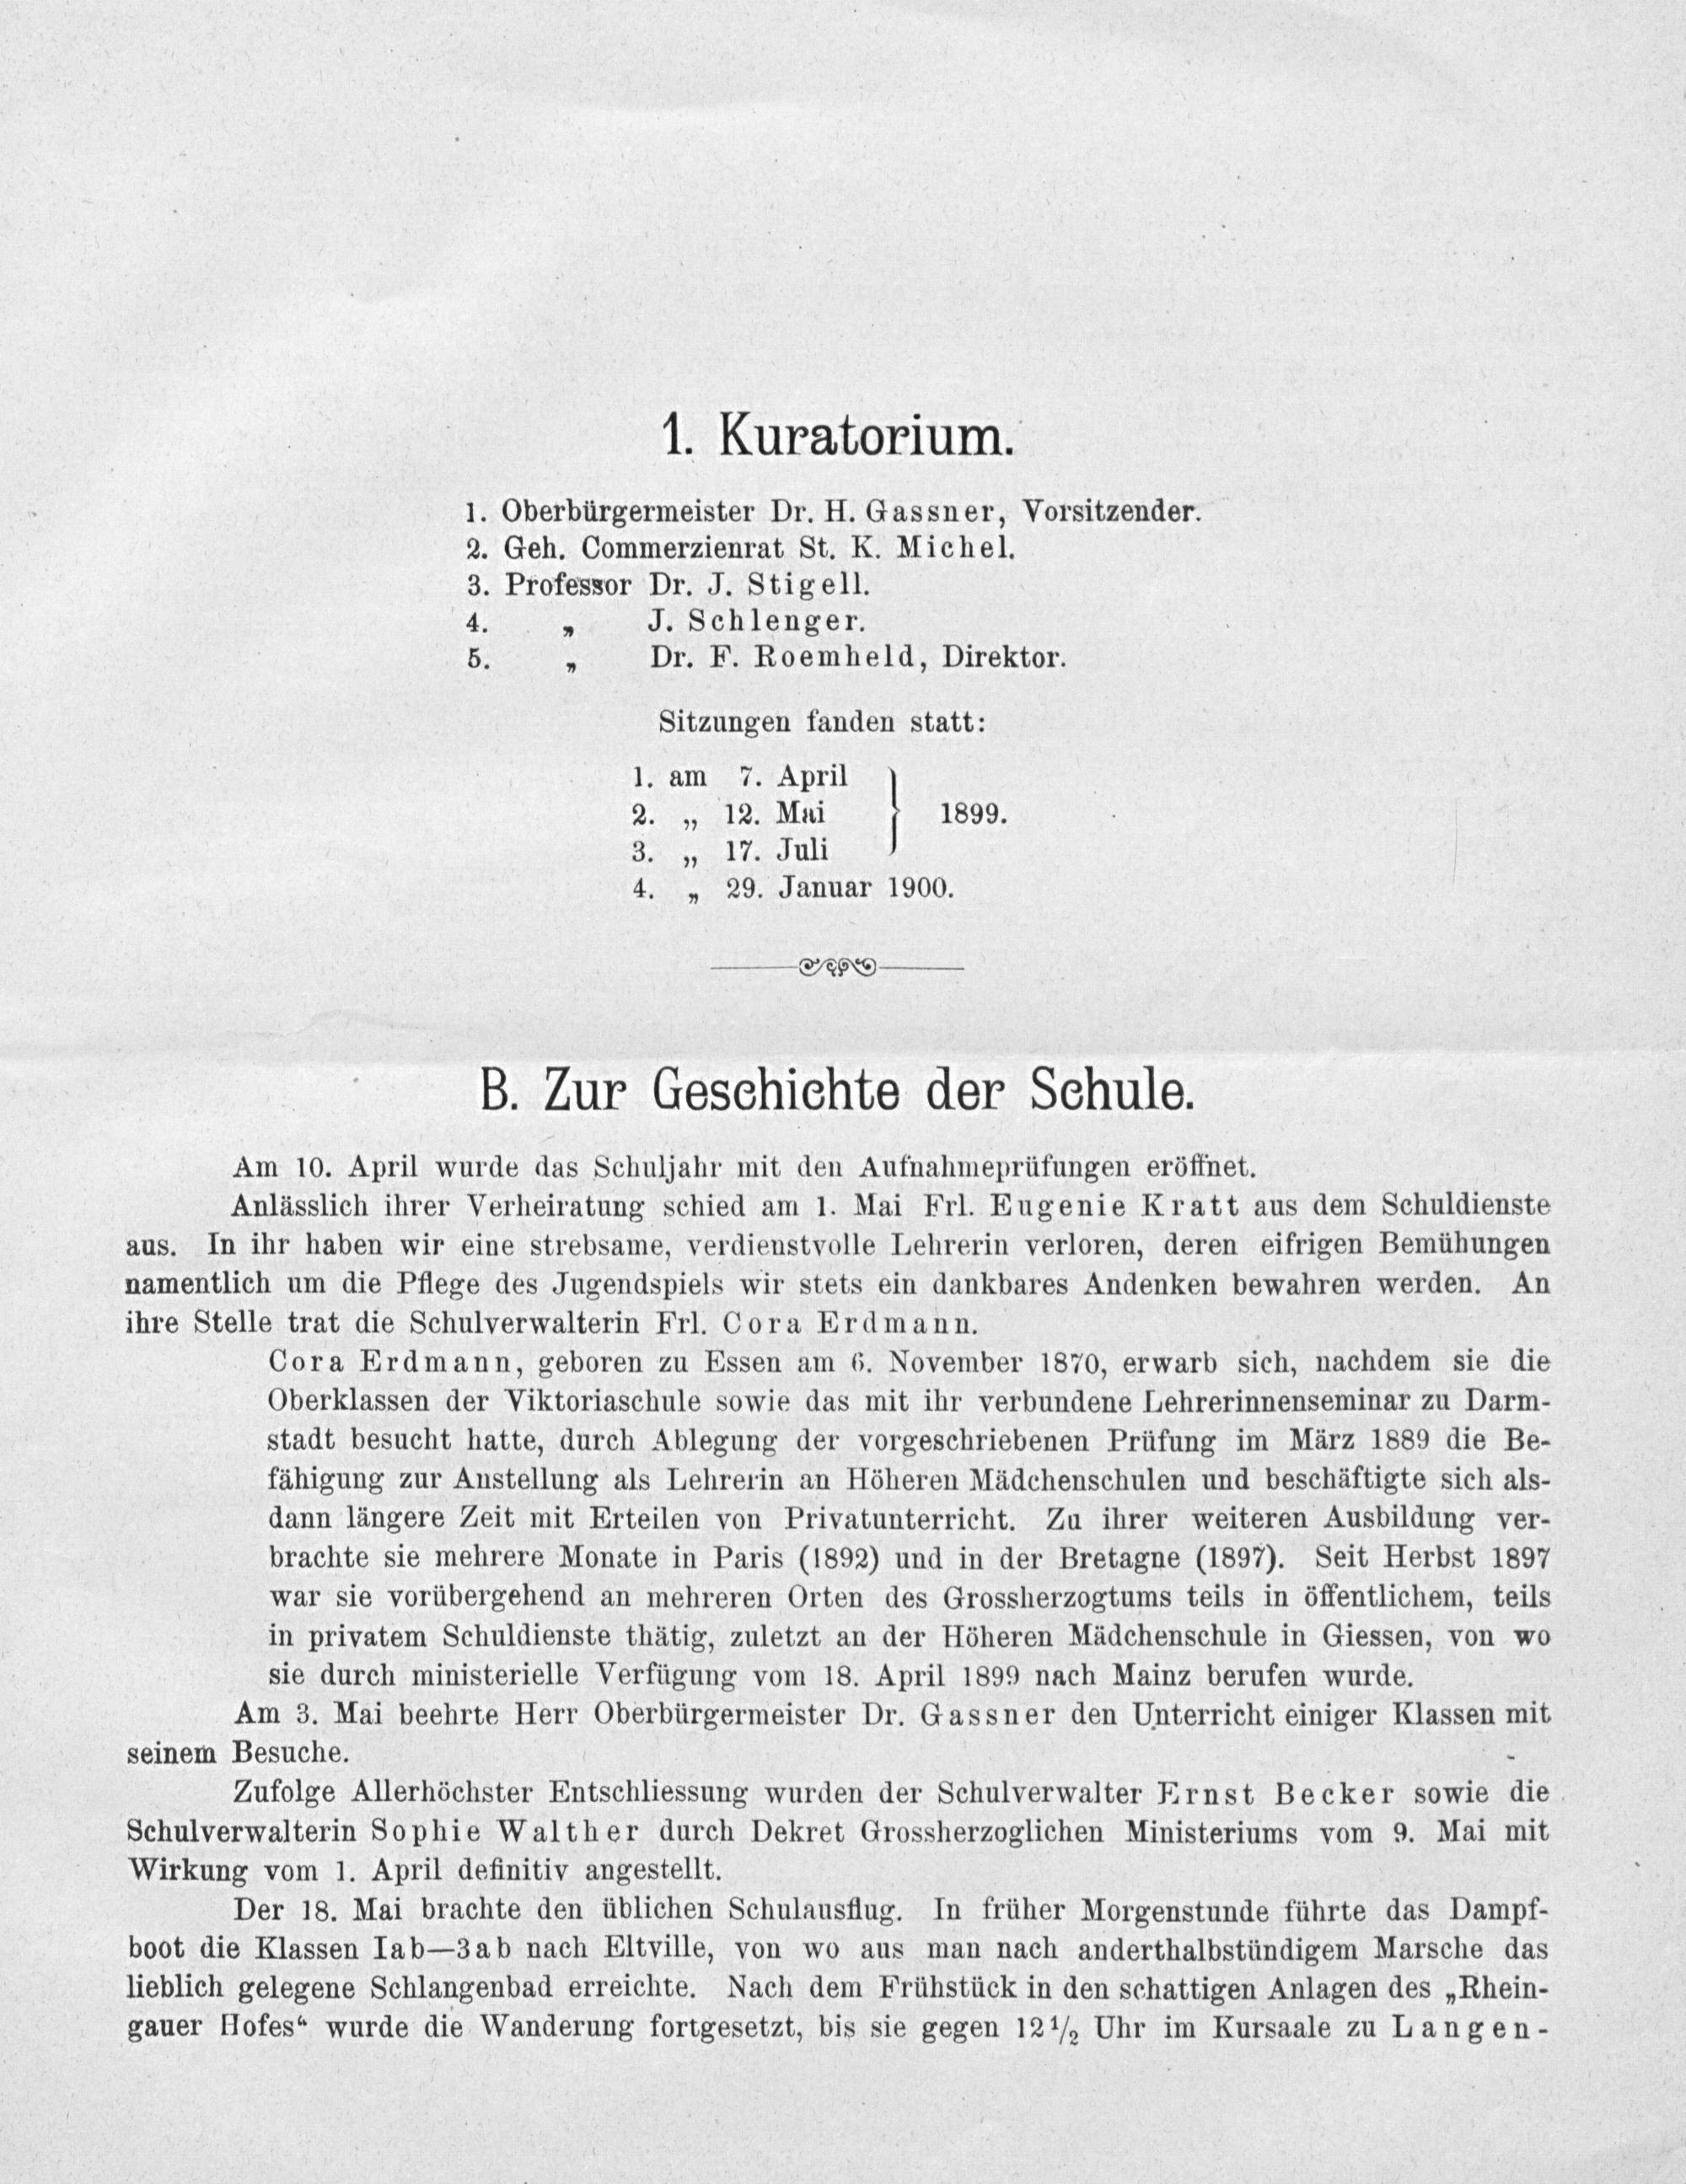 1. Kuratorium.
1. Oberbürgermeister Dr. H. Gassner, Vorsitzender.
2. Geh. Commerzienrat St. K. Michel.
3. Professor Dr. J. Stigell.
4. „ J. Schlenger.
5. „ Dr. F. Roemheld, Direktor.
Sitzungen fanden statt:
1. am 7. April
2. „ 12. Mai } 1899.
3. „ 17. Juli
4. „ 29. Januar 1900.
B. Zur Geschichte der Schule.
Am 10. April wurde das Schuljahr mit den Aufnahmeprüfungen eröffnet.
Anlässlich ihrer Verheiratung schied am 1. Mai Frl. Eugenie Kratt aus dem Schuldienste
aus. In ihr haben wir eine strebsame, verdienstvolle Lehrerin verloren, deren eifrigen Bemühungen
namentlich um die Pflege des Jugendspiels wir stets ein dankbares Andenken bewahren werden. An
ihre Stelle trat die Schulverwalterin Frl. Cora Erdmann.
Cora Erdmann, geboren zu Essen am 6. November 1870, erwarb sich, nachdem sie die
Oberklassen der Viktoriaschule sowie das mit ihr verbundene Lehrerinnenseminar zu Darm-
stadt besucht hatte, durch Ablegung der vorgeschriebenen Prüfung im März 1889 die Be-
fähigung zur Anstellung als Lehrerin an Höheren Mädchenschulen und beschäftigte sich als-
dann längere Zeit mit Erteilen von Privatunterricht. Zu ihrer weiteren Ausbildung ver-
brachte sie mehrere Monate in Paris (1892) und in der Bretagne (1897). Seit Herbst 1897
war sie vorübergehend an mehreren Orten des Grossherzogtums teils in öffentlichem, teils
in privatem Schuldienste thätig, zuletzt an der Höheren Mädchenschule in Giessen, von wo
sie durch ministerielle Verfügung vom 18. April 1899 nach Mainz berufen wurde.
Am 3. Mai beehrte Herr Oberbürgermeister Dr. Gassner den Unterricht einiger Klassen mit
seinem Besuche.
Zufolge Allerhöchster Entschliessung wurden der Schulverwalter Ernst Becker sowie die
Schulverwalterin Sophie Walther durch Dekret Grossherzoglichen Ministeriums vom 9. Mai mit
Wirkung vom 1. April definitiv angestellt.
Der 18. Mai brachte den üblichen Schulausflug. In früher Morgenstunde führte das Dampf-
boot die Klassen Iab—3ab nach Eltville, von wo aus man nach anderthalbstündigem Marsche das
lieblich gelegene Schlangenbad erreichte. Nach dem Frühstück in den schattigen Anlagen des „Rhein-
gauer Hofes“ wurde die Wanderung fortgesetzt, bis sie gegen 12 1/2 Uhr im Kursaale zu Langen-